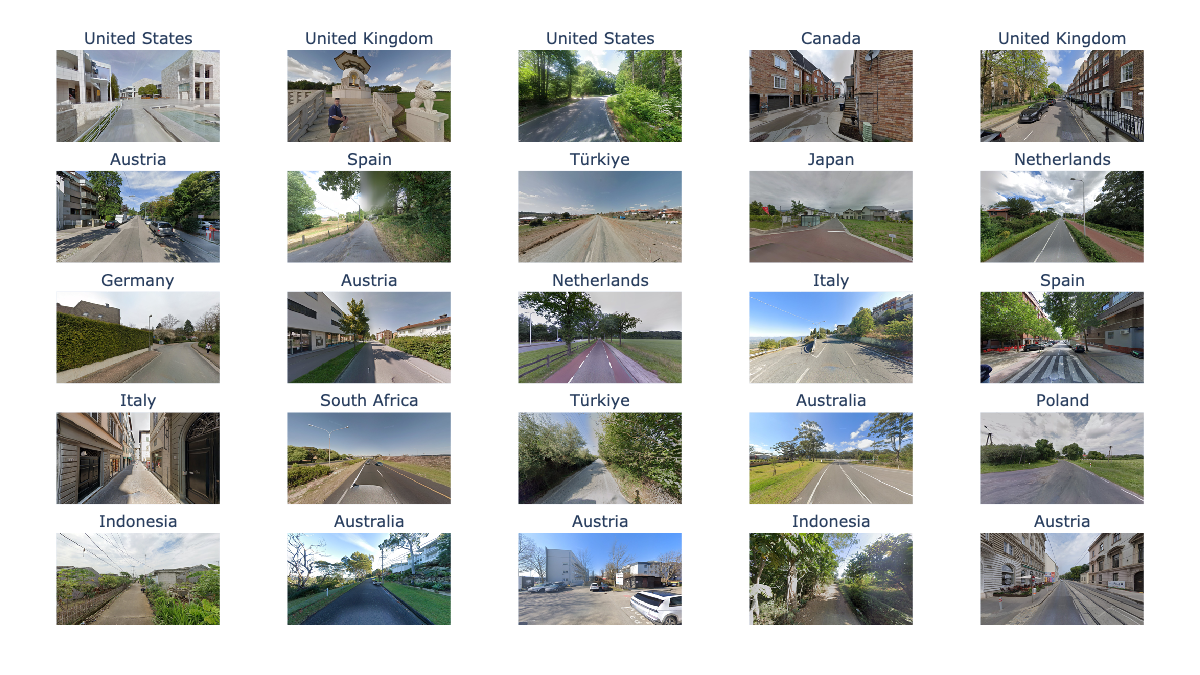 United States
United Kingdom
United States
Canada
United Kingdom
Austria
Spain
Türkiye
Japan
Netherlands
Germany
Austria
Netherlands
Italy
Spain
Italy
South Africa
Türkiye
Australia
Poland
Indonesia
Australia
Austria
Indonesia
Austria